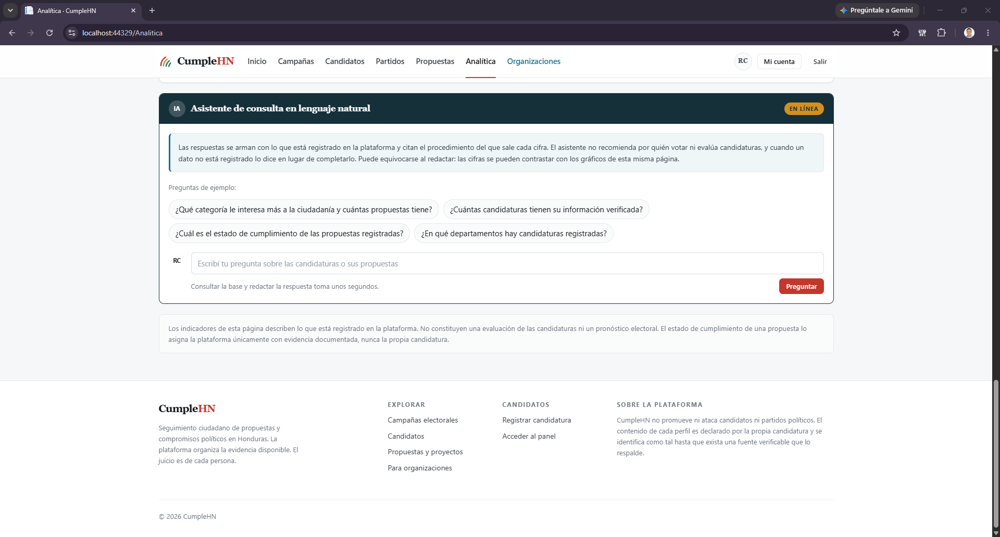 Analítica · CumpleHN
Pregúntale a Gemini
localhost:44329/Analitica
CumpleHN
Inicio
Campañas
Candidatos
Partidos
Propuestas
Analítica
Organizaciones
RC
Mi cuenta
Salir
IA
Asistente de consulta en lenguaje natural
EN LÍNEA
Las respuestas se arman con lo que está registrado en la plataforma y citan el procedimiento del que sale cada cifra. El asistente no recomienda por quién votar ni evalúa candidaturas, y cuando un
dato no está registrado lo dice en lugar de completarlo. Puede equivocarse al redactar: las cifras se pueden contrastar con los gráficos de esta misma página.
Preguntas de ejemplo:
¿Qué categoría le interesa más a la ciudadanía y cuántas propuestas tiene?
¿Cuántas candidaturas tienen su información verificada?
¿Cuál es el estado de cumplimiento de las propuestas registradas?
¿En qué departamentos hay candidaturas registradas?
RC
Escribí tu pregunta sobre las candidaturas o sus propuestas
Consultar la base y redactar la respuesta toma unos segundos.
Preguntar
Los indicadores de esta página describen lo que está registrado en la plataforma. No constituyen una evaluación de las candidaturas ni un pronóstico electoral. El estado de cumplimiento de una propuesta lo
asigna la plataforma únicamente con evidencia documentada, nunca la propia candidatura.
CumpleHN
Seguimiento ciudadano de propuestas y
compromisos políticos en Honduras. La
plataforma organiza la evidencia disponible. El
juicio es de cada persona.
EXPLORAR
Campañas electorales
Candidatos
Propuestas y proyectos
Para organizaciones
CANDIDATOS
Registrar candidatura
Acceder al panel
SOBRE LA PLATAFORMA
CumpleHN no promueve ni ataca candidatos ni partidos políticos. El
contenido de cada perfil es declarado por la propia candidatura y se
identifica como tal hasta que exista una fuente verificable que lo
respalde.
© 2026 CumpleHN